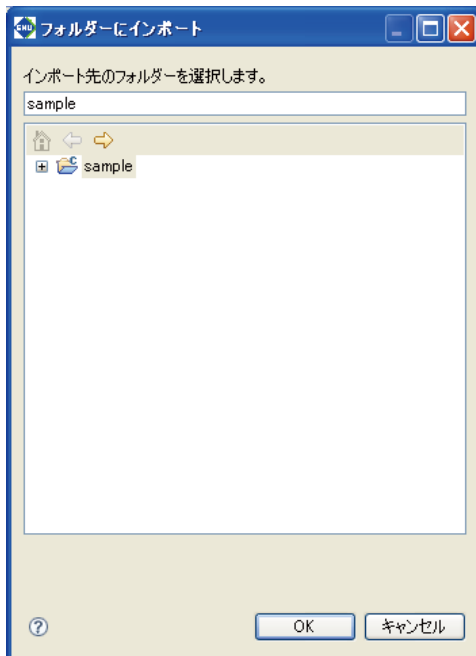 GNU フォルダーにインポート
インポート先のフォルダーを選択します。
sample
C sample
? OK キャンセル